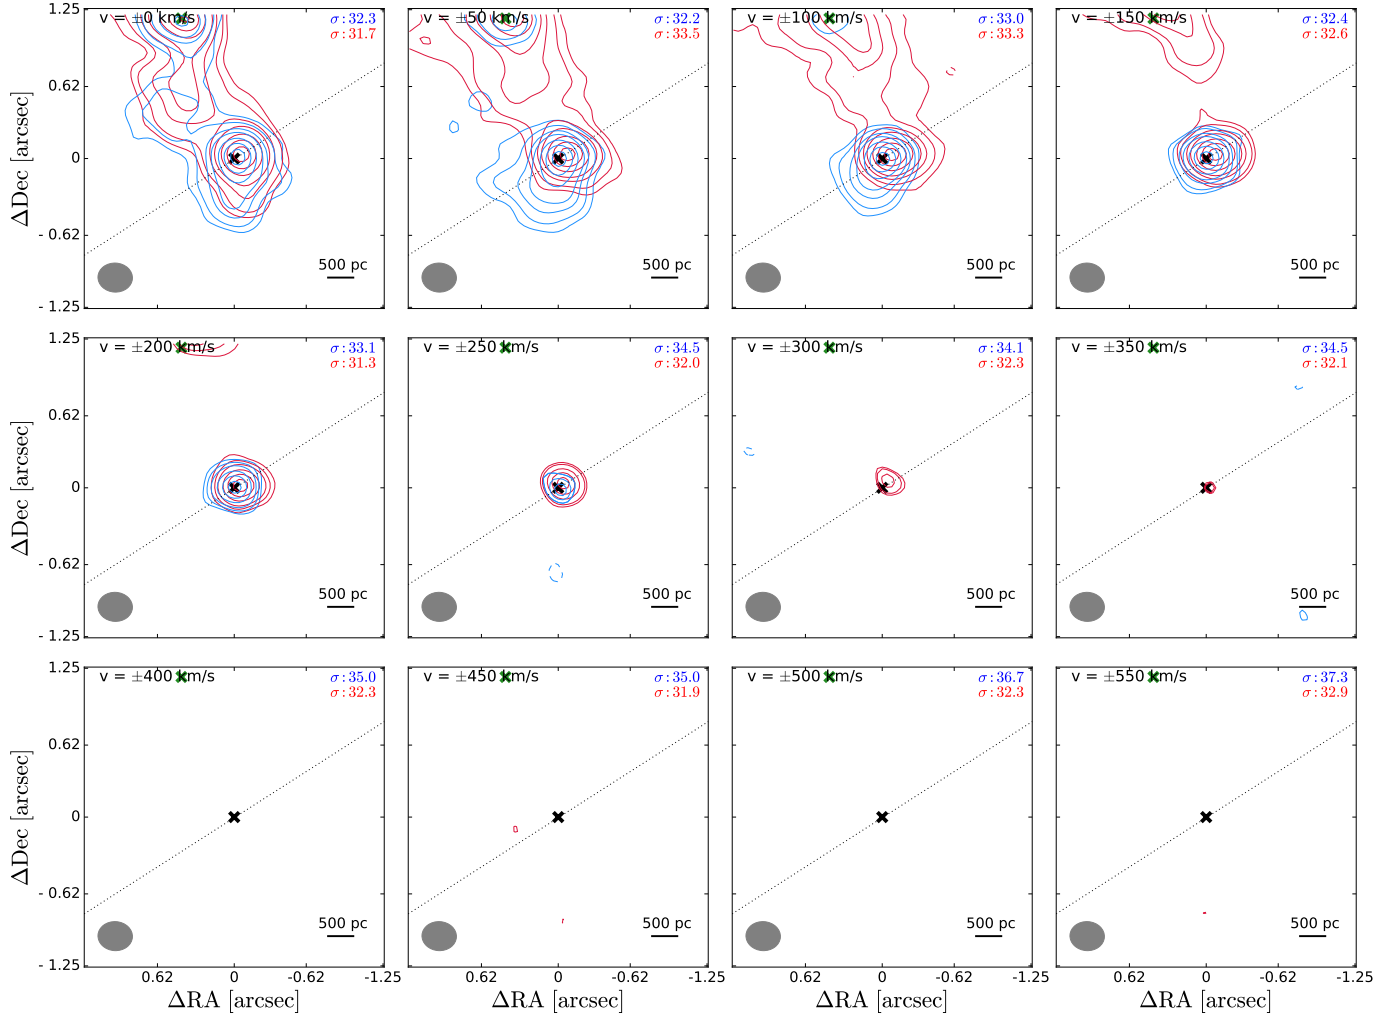 v = ±0 km/s
σ : 32.3
σ : 31.7
500 pc
v = ±50 km/s
σ : 32.2
σ : 33.5
500 pc
v = ±100 km/s
σ : 33.0
σ : 33.3
500 pc
v = ±150 km/s
σ : 32.4
σ : 32.6
500 pc
1.25
0.62
0
- 0.62
- 1.25
ΔDec [arcsec]
v = ±200 km/s
σ : 33.1
σ : 31.3
500 pc
v = ±250 km/s
σ : 34.5
σ : 32.0
500 pc
v = ±300 km/s
σ : 34.1
σ : 32.3
500 pc
v = ±350 km/s
σ : 34.5
σ : 32.1
500 pc
1.25
0.62
0
- 0.62
- 1.25
ΔDec [arcsec]
v = ±400 km/s
σ : 35.0
σ : 32.3
500 pc
v = ±450 km/s
σ : 35.0
σ : 31.9
500 pc
v = ±500 km/s
σ : 36.7
σ : 32.3
500 pc
v = ±550 km/s
σ : 37.3
σ : 32.9
500 pc
1.25
0.62
0
- 0.62
- 1.25
ΔDec [arcsec]
0.62 0 -0.62 -1.25
0.62 0 -0.62 -1.25
0.62 0 -0.62 -1.25
0.62 0 -0.62 -1.25
ΔRA [arcsec]
ΔRA [arcsec]
ΔRA [arcsec]
ΔRA [arcsec]